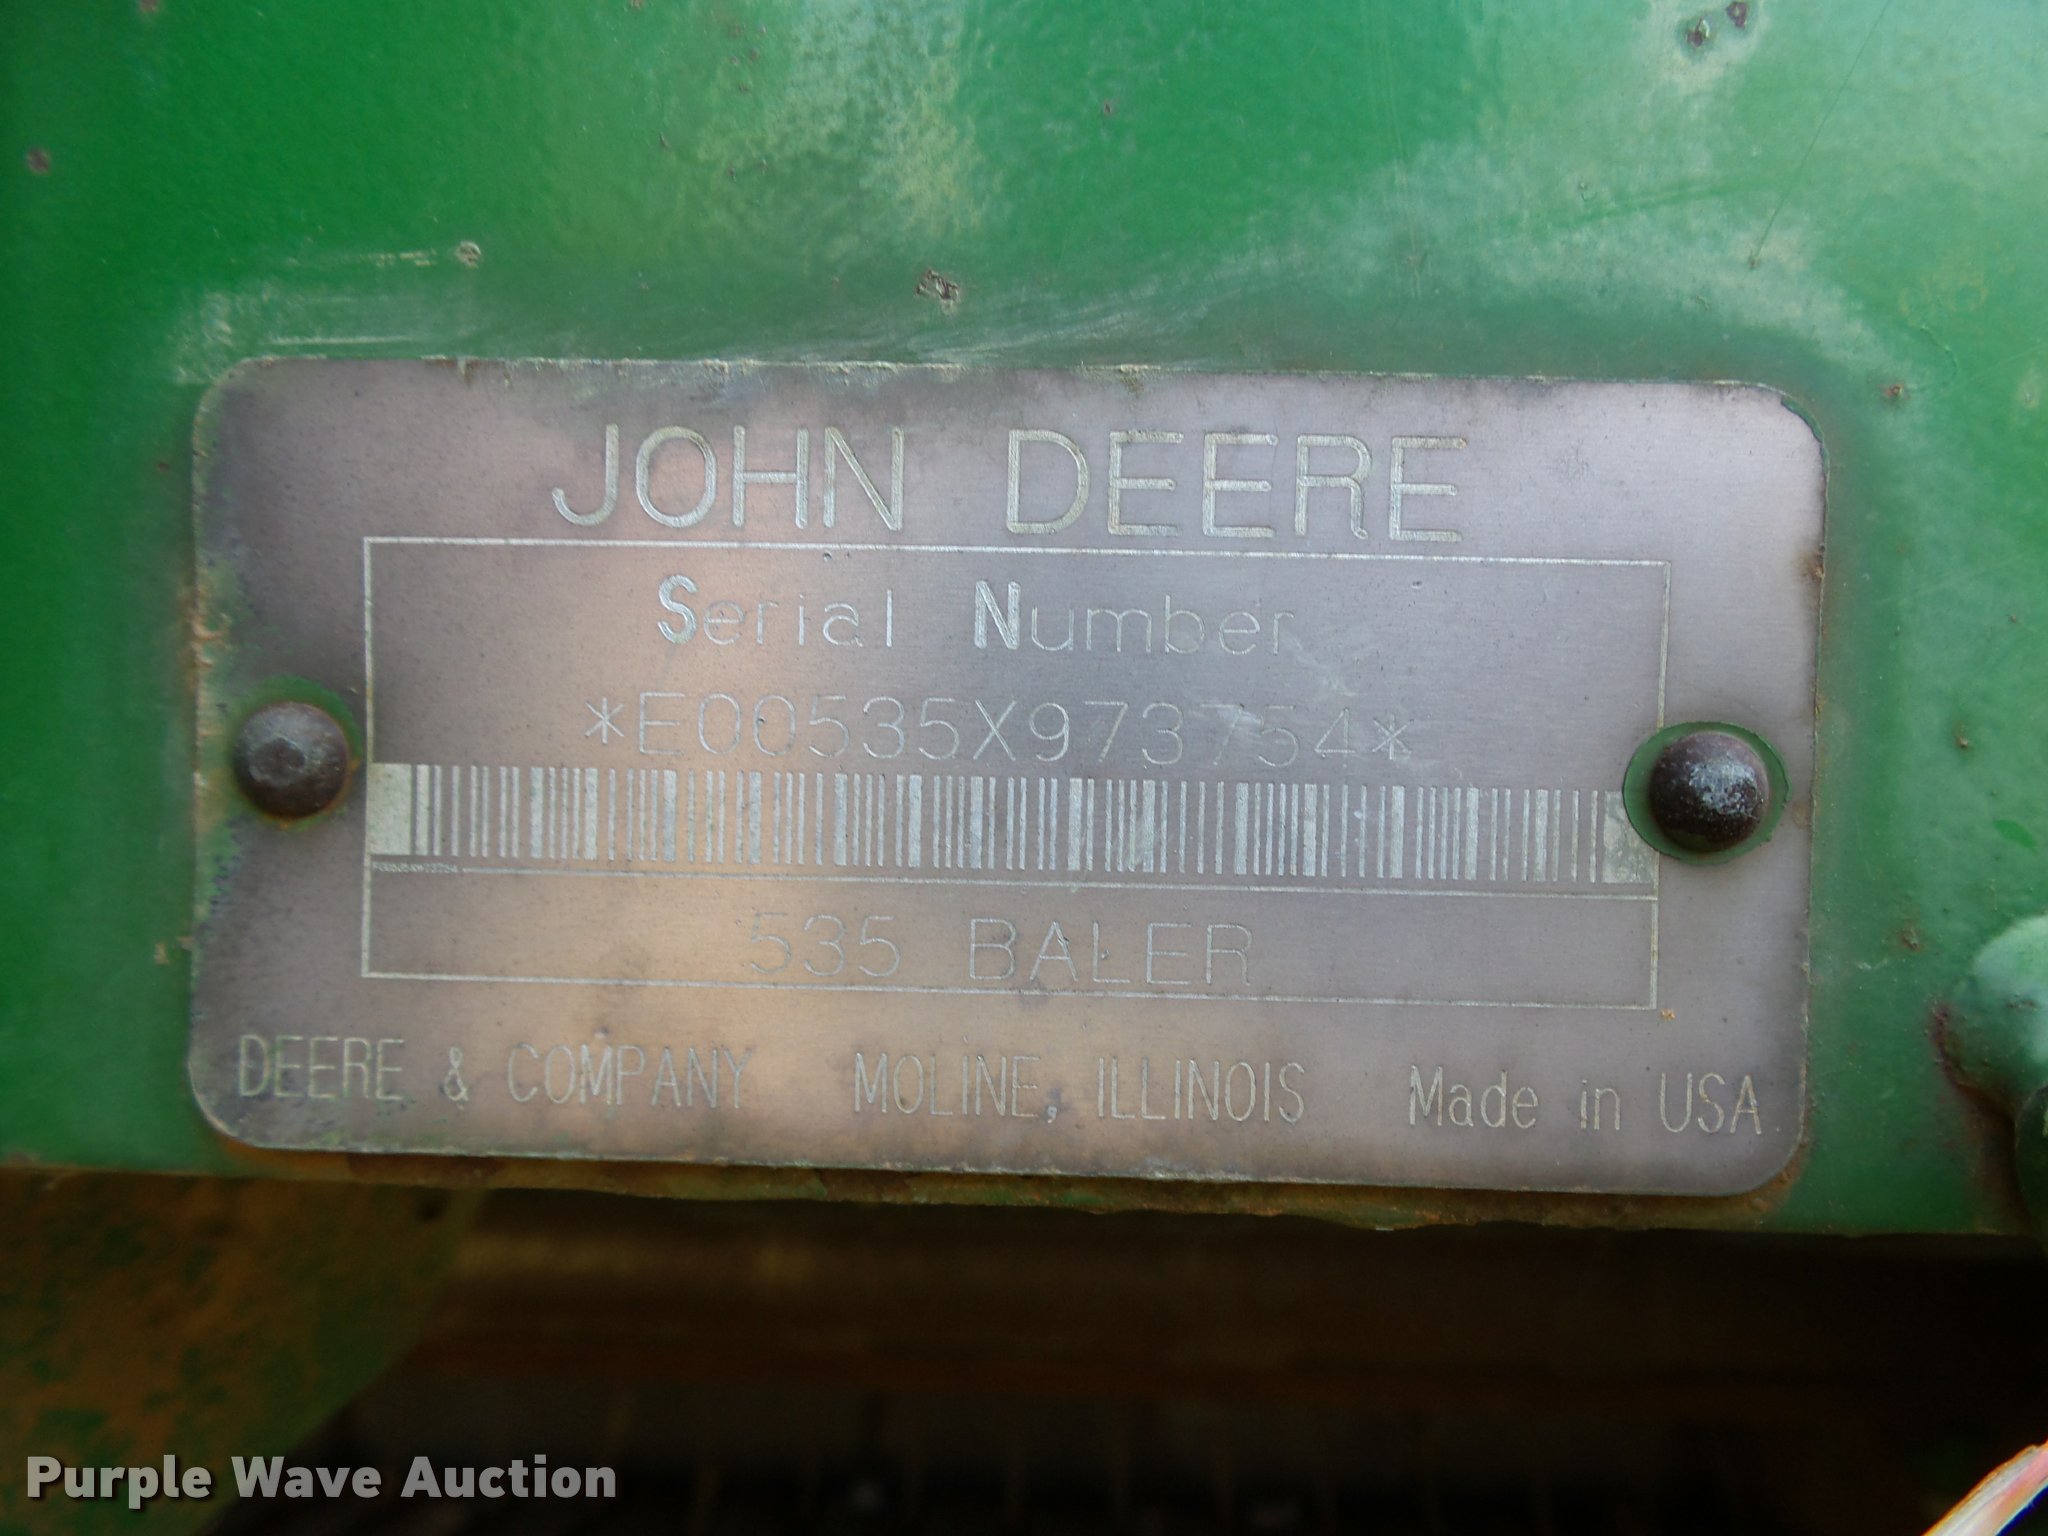 JOHN DEERE
Serial Number
*E00535X973754*
535 BALER
DEERE & COMPANY MOLINE, ILLINOIS Made in USA
Purple Wave Auction